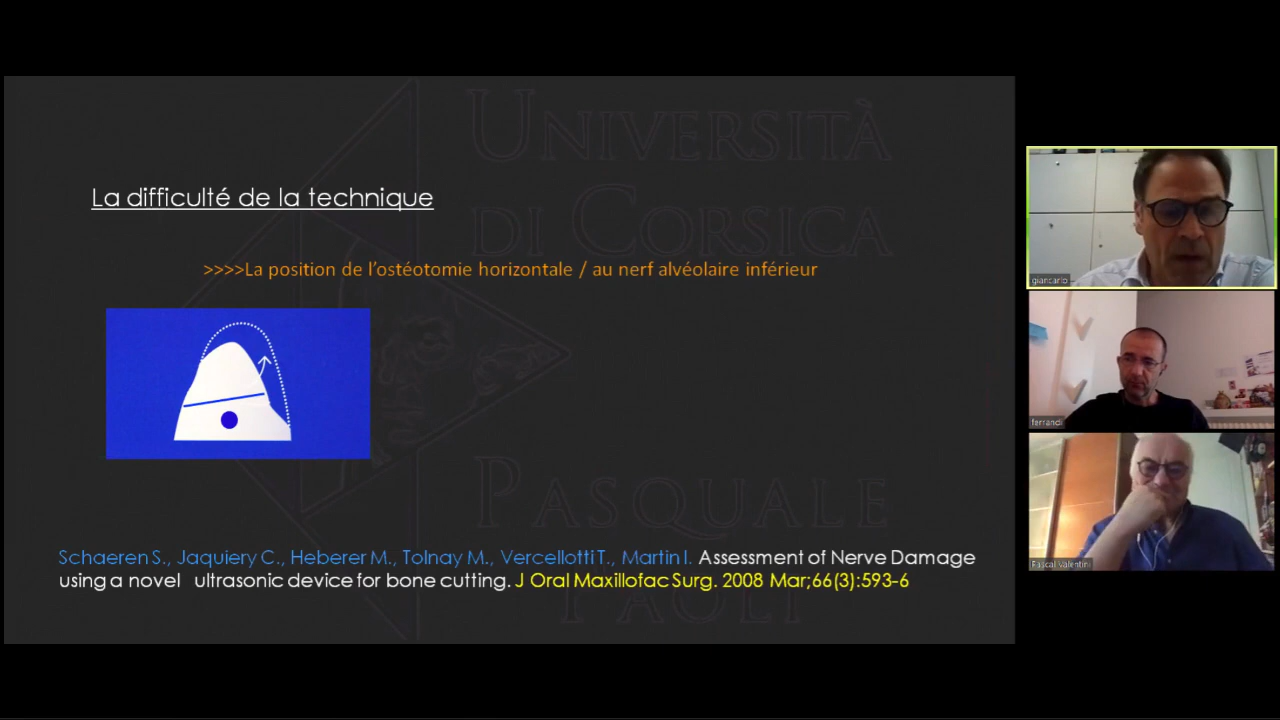 UNIVERSITÀ
DI CORSICA
La difficulté de la technique
>>>>La position de l'ostéotomie horizontale / au nerf alvéolaire inférieur
PASQUALE
PAOLI
Schaeren S., Jaquiery C., Heberer M., Tolnay M., Vercellotti T., Martin I. Assessment of Nerve Damage
using a novel ultrasonic device for bone cutting. J Oral Maxillofac Surg. 2008 Mar;66(3):593-6
giancarlo
ferrandi
Pascal Valentini